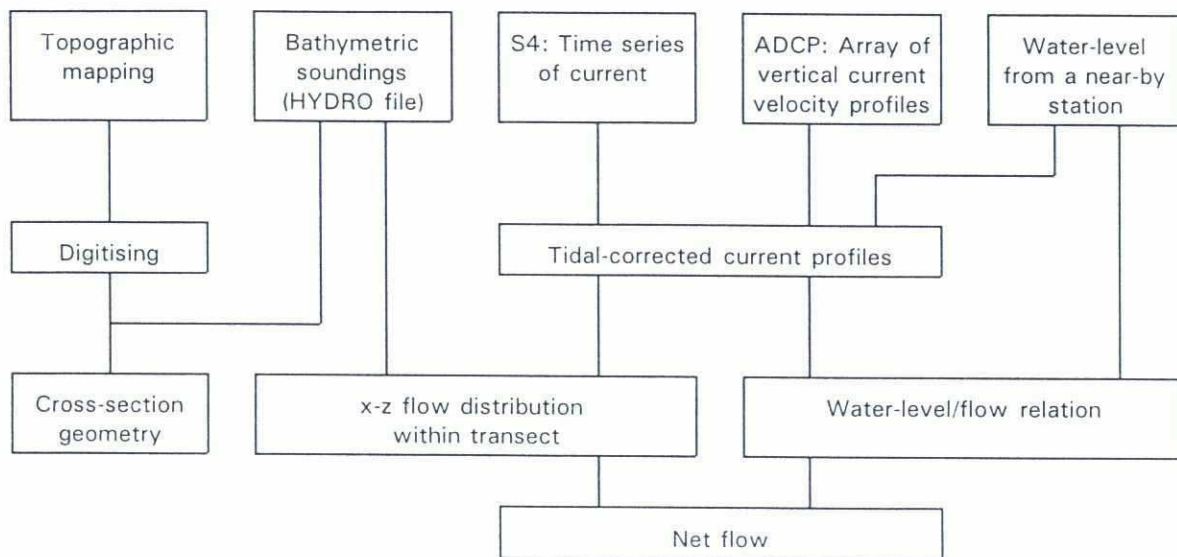 Topographic
mapping
Bathymetric
soundings
(HYDRO file)
S4: Time series
of current
ADCP: Array of
vertical current
velocity profiles
Water-level
from a near-by
station
Digitising
Tidal-corrected current profiles
Cross-section
geometry
x-z flow distribution
within transect
Water-level/flow relation
Net flow